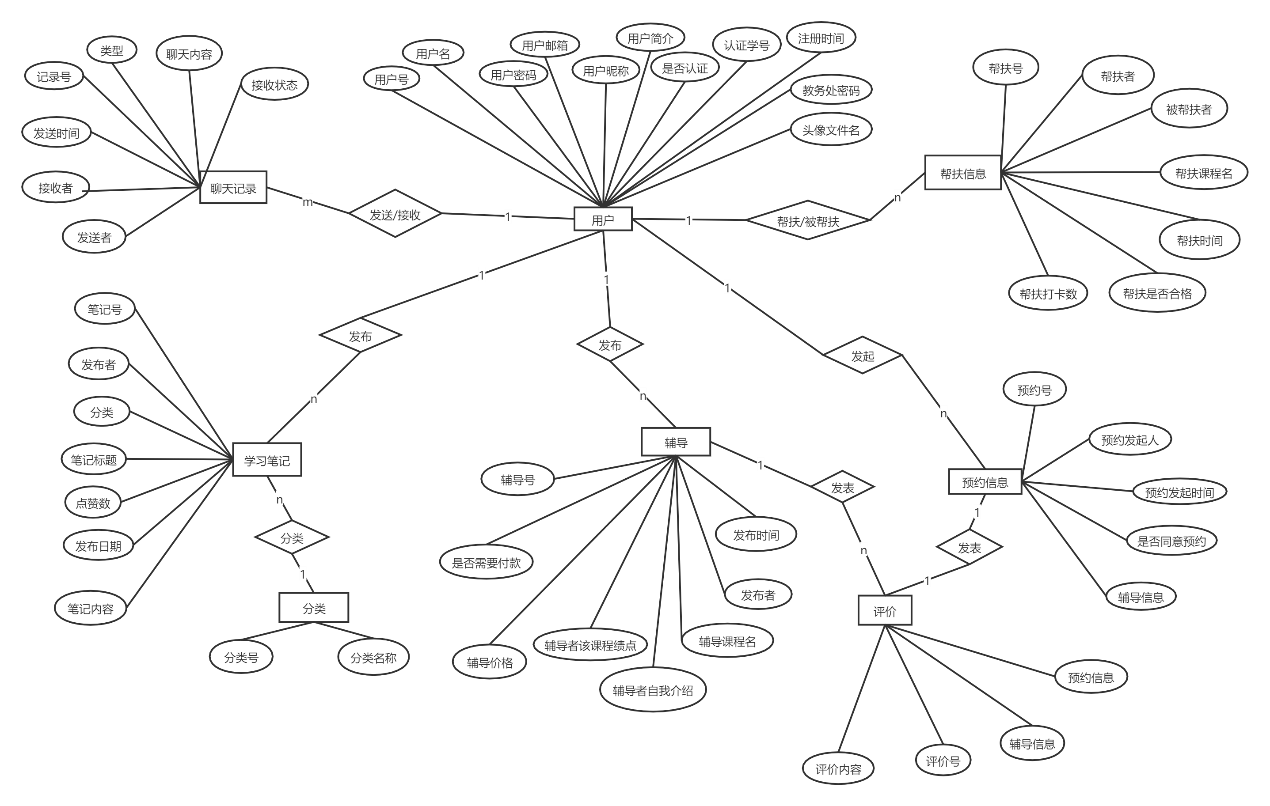 类型
聊天内容
记录号
接收状态
发送时间
接收者
发送者
聊天记录
m
发送/接收
1
用户号
用户名
用户密码
用户邮箱
用户昵称
用户简介
是否认证
认证学号
注册时间
教务处密码
头像文件名
用户
1
帮扶/被帮扶
n
帮扶信息
帮扶号
帮扶者
被帮扶者
帮扶课程名
帮扶时间
帮扶是否合格
帮扶打卡数
1
发布
n
学习笔记
笔记号
发布者
分类
笔记标题
点赞数
发布日期
笔记内容
n
分类
1
分类
分类号
分类名称
1
发布
n
辅导
辅导号
是否需要付款
辅导价格
辅导者该课程绩点
辅导者自我介绍
辅导课程名
发布者
发布时间
1
发表
n
1
发起
n
预约信息
预约号
预约发起人
预约发起时间
是否同意预约
辅导信息
1
发表
1
评价
评价内容
评价号
辅导信息
预约信息